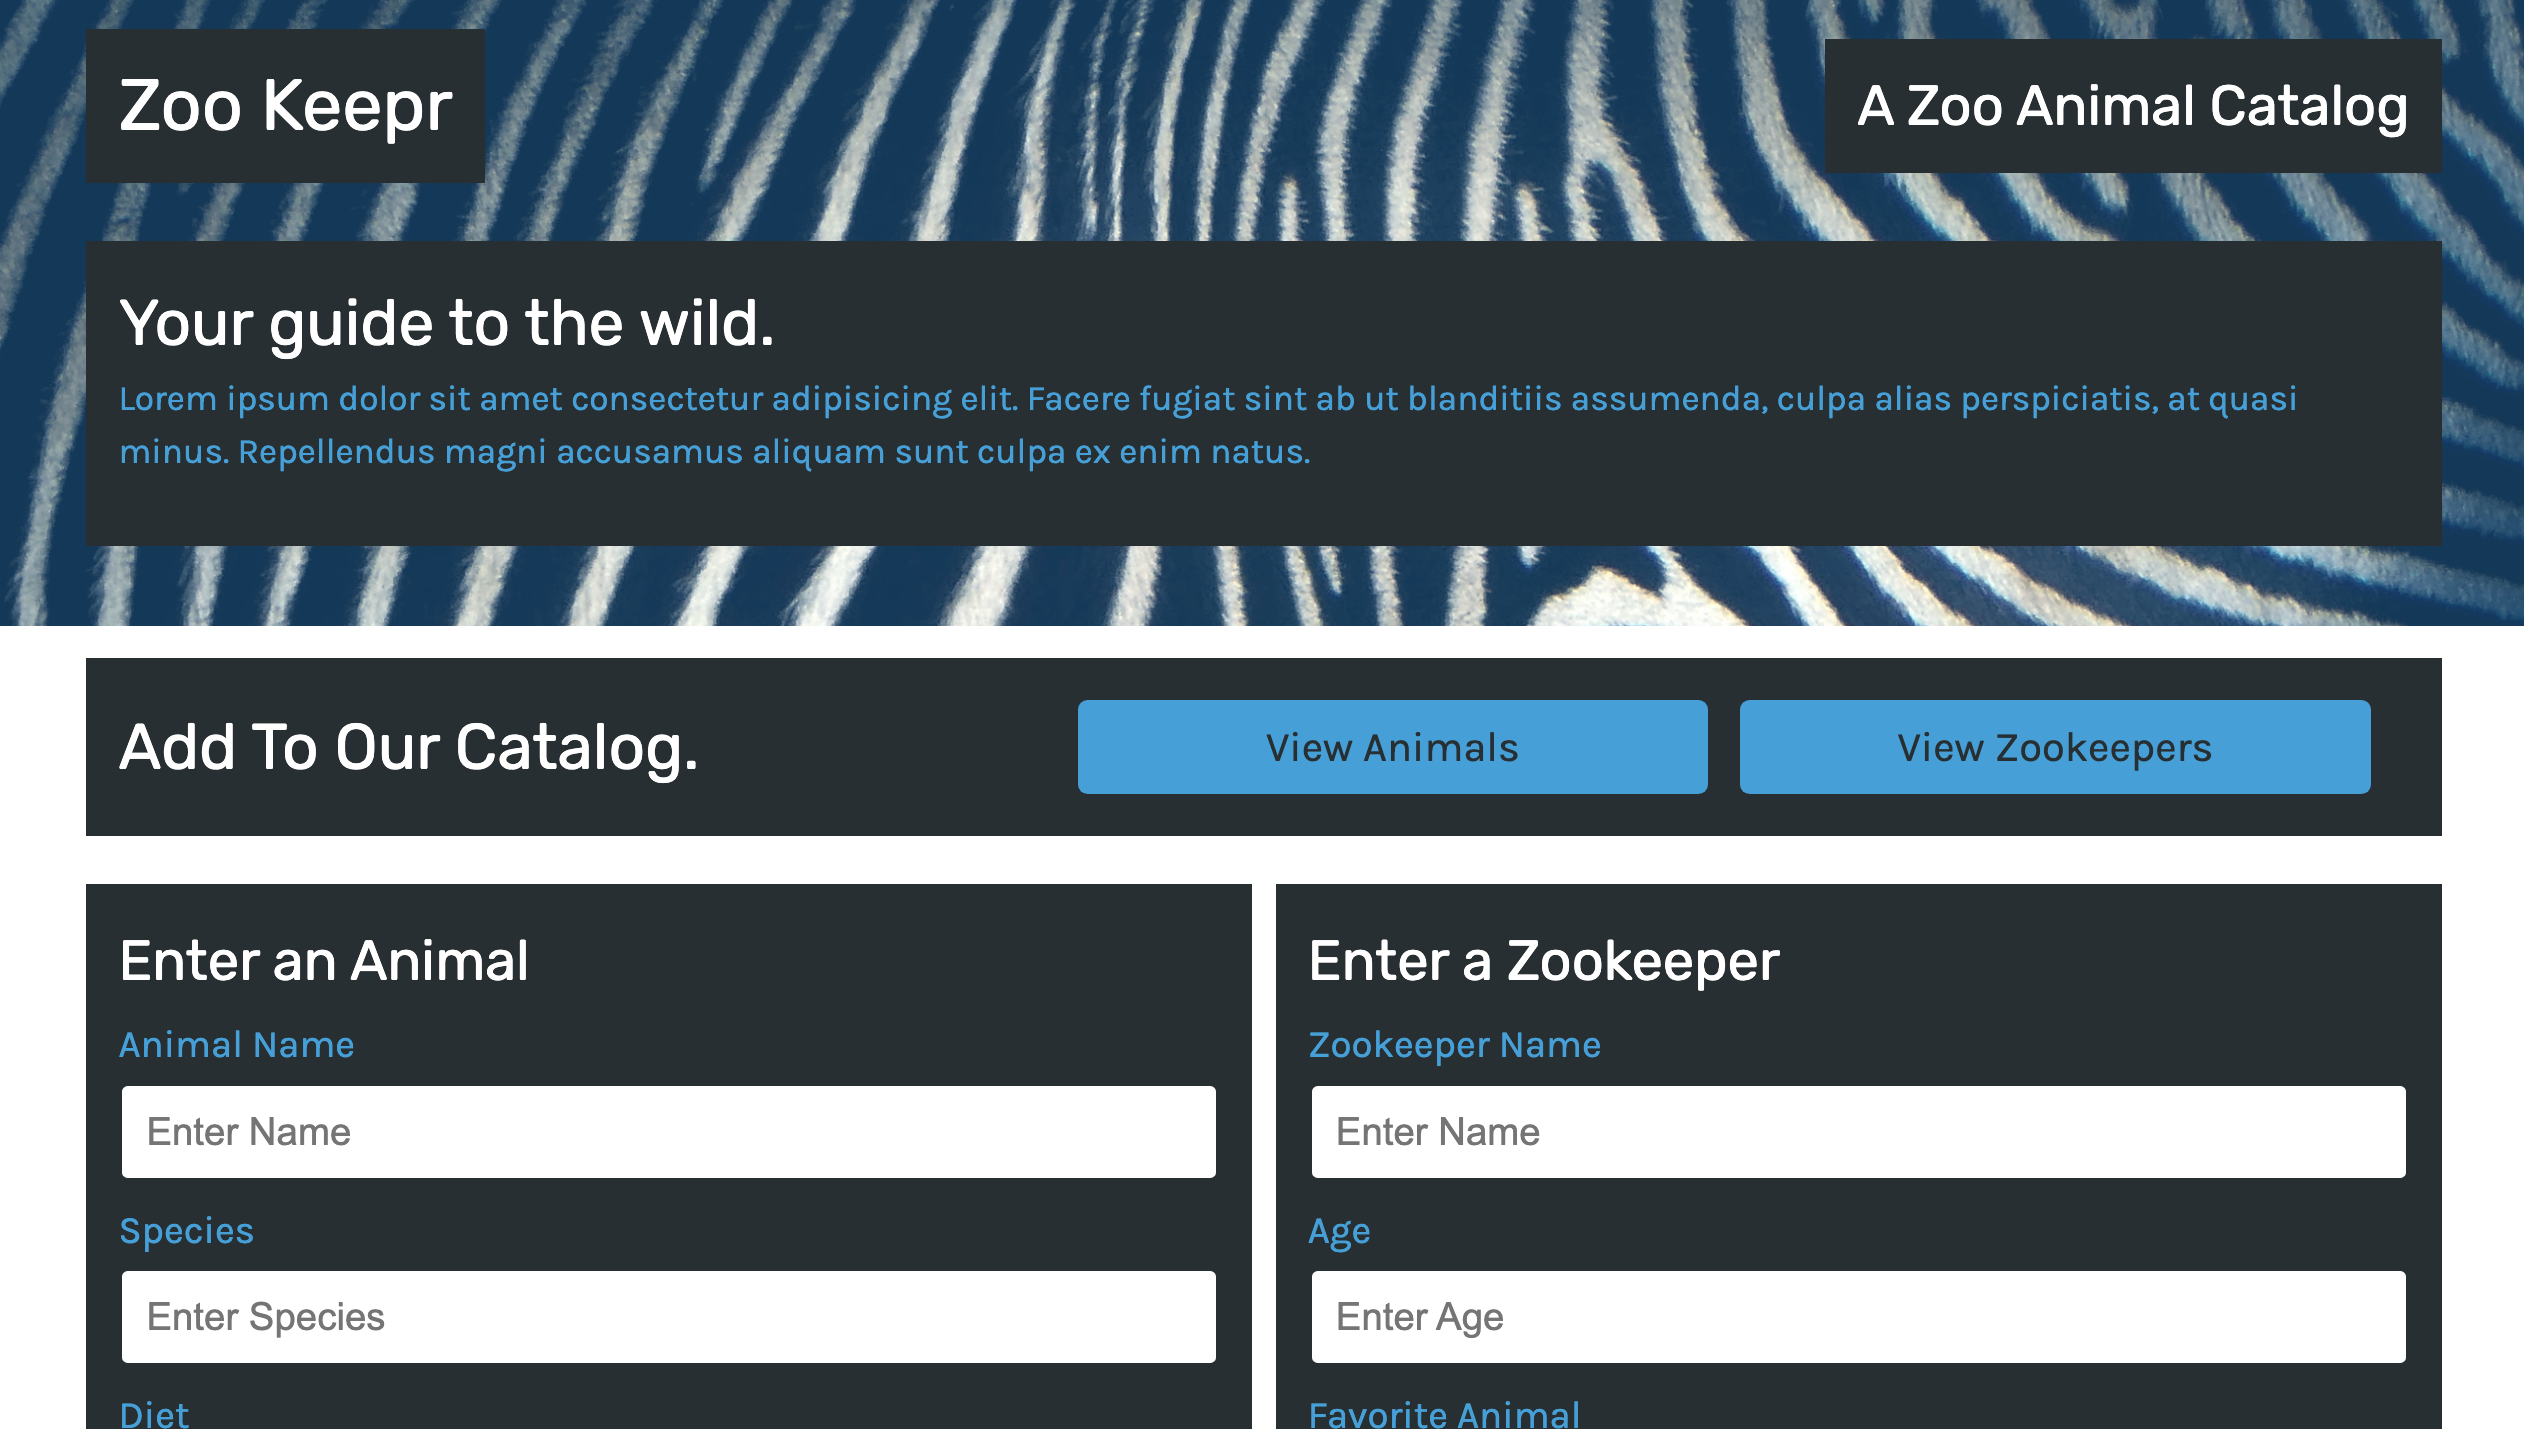 Zoo Keepr
A Zoo Animal Catalog
Your guide to the wild.
Lorem ipsum dolor sit amet consectetur adipisicing elit. Facere fugiat sint ab ut blanditiis assumenda, culpa alias perspiciatis, at quasi
minus. Repellendus magni accusamus aliquam sunt culpa ex enim natus.
Add To Our Catalog.
View Animals
View Zookeepers
Enter an Animal
Animal Name
Enter Name
Species
Enter Species
Diet
Enter a Zookeeper
Zookeeper Name
Enter Name
Age
Enter Age
Favorite Animal